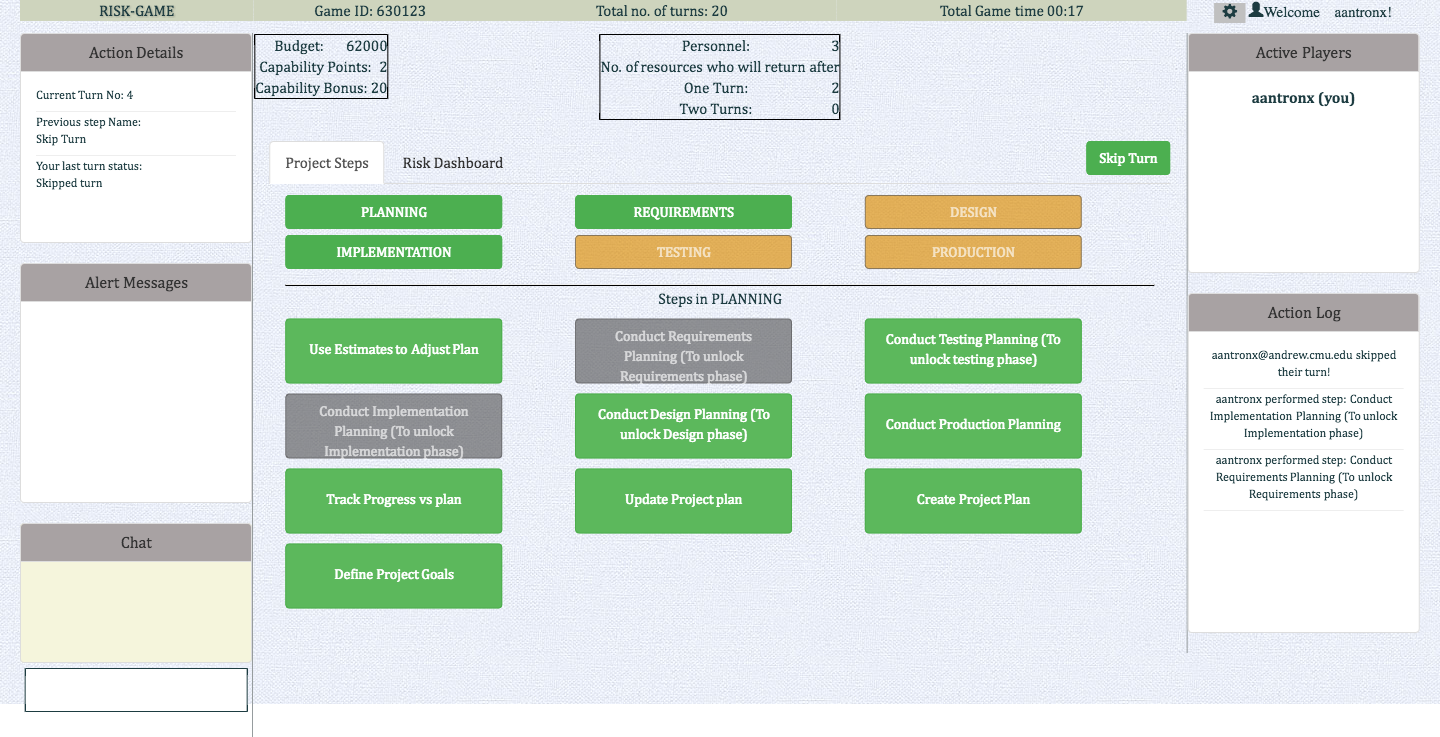 RISK-GAME
Game ID: 630123
Total no. of turns: 20
Total Game time 00:17
Welcome aantronx!
Action Details
Current Turn No: 4
Previous step Name:
Skip Turn
Your last turn status:
Skipped turn
Alert Messages
Chat
Budget: 62000
Capability Points: 2
Capability Bonus: 20
Personnel: 3
No. of resources who will return after
One Turn: 2
Two Turns: 0
Project Steps
Risk Dashboard
Skip Turn
PLANNING
REQUIREMENTS
DESIGN
IMPLEMENTATION
TESTING
PRODUCTION
Steps in PLANNING
Use Estimates to Adjust Plan
Conduct Requirements
Planning (To unlock
Requirements phase)
Conduct Testing Planning (To
unlock testing phase)
Conduct Implementation
Planning (To unlock
Implementation phase)
Conduct Design Planning (To
unlock Design phase)
Conduct Production Planning
Track Progress vs plan
Update Project plan
Create Project Plan
Define Project Goals
Active Players
aantronx (you)
Action Log
aantronx@andrew.cmu.edu skipped
their turn!
aantronx performed step: Conduct
Implementation Planning (To unlock
Implementation phase)
aantronx performed step: Conduct
Requirements Planning (To unlock
Requirements phase)